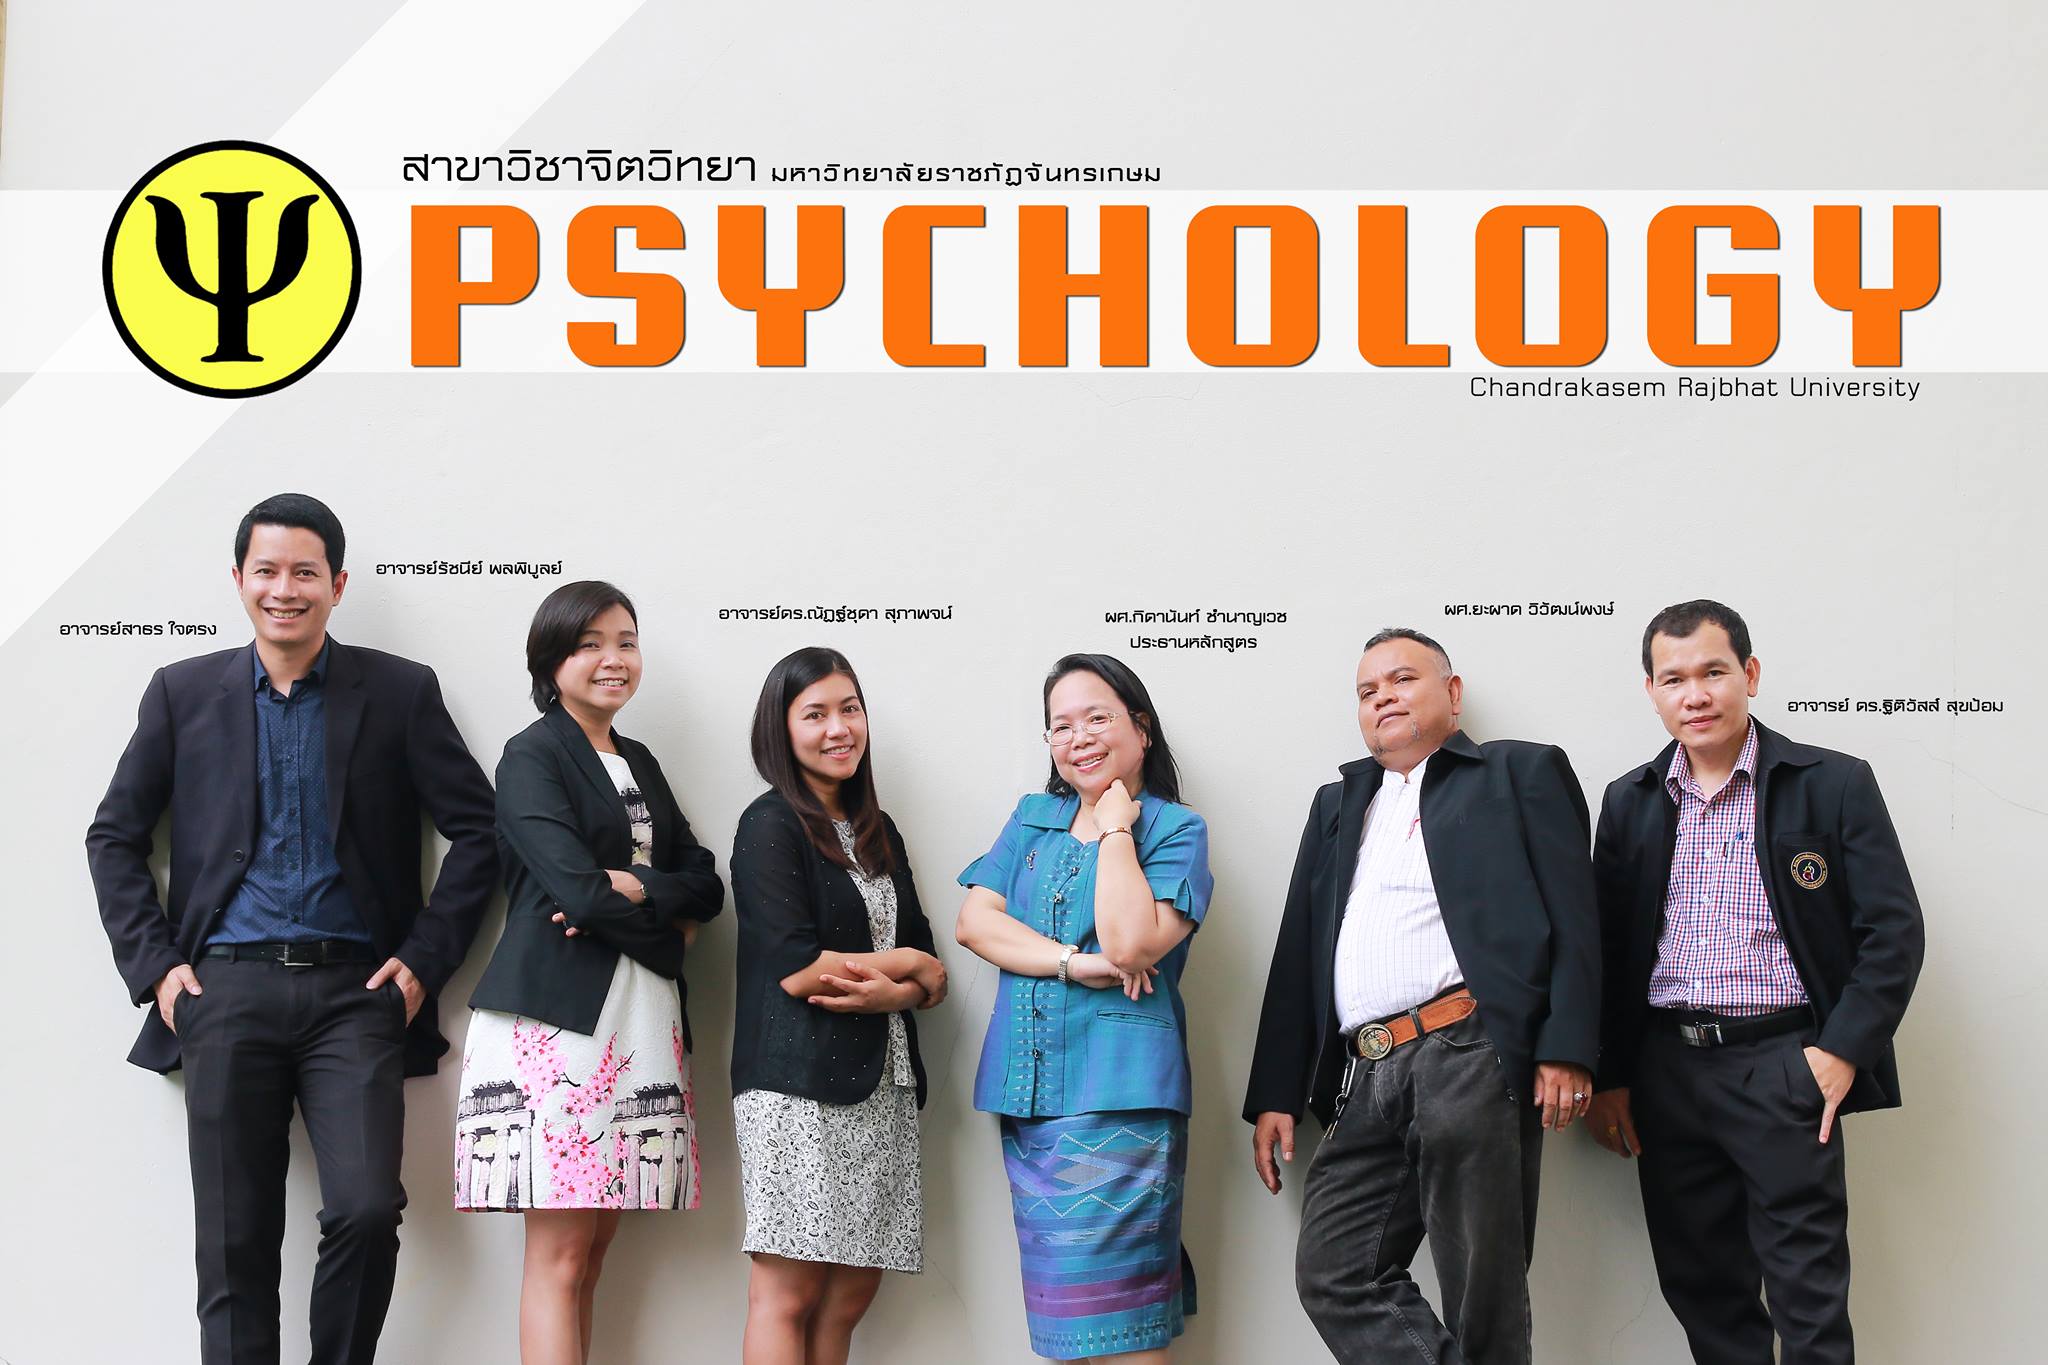 สาขาวิชาจิตวิทยา มหาวิทยาลัยราชภัฏจันทรเกษม
Ψ PSYCHOLOGY
Chandrakasem Rajbhat University
อาจารย์สาธร ใจตรง
อาจารย์รัชนีย์ พลพิบูลย์
อาจารย์ดร.ณัฏฐ์ชุดา สุภาพจน์
ผศ.กิดานันท์ ชำนาญเวช
ประธานหลักสูตร
ผศ.ยะผาด วิวัฒน์พงษ์
อาจารย์ ดร.ฐิติวัสส์ สุขป้อม